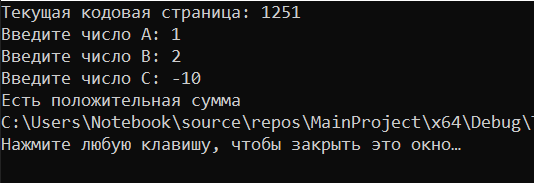 Текущая кодовая страница: 1251
Введите число A: 1
Введите число B: 2
Введите число C: -10
Есть положительная сумма
C:\Users\Notebook\source\repos\MainProject\x64\Debug\
Нажмите любую клавишу, чтобы закрыть это окно…